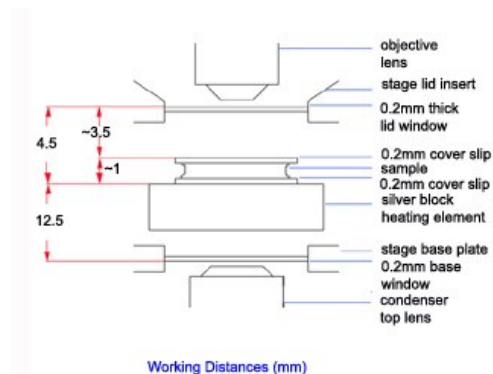 objective
lens
stage lid insert
0.2mm thick
lid window
~3.5
4.5
0.2mm cover slip
~1
sample
0.2mm cover slip
silver block
heating element
12.5
stage base plate
0.2mm base
window
condenser
top lens
Working Distances (mm)